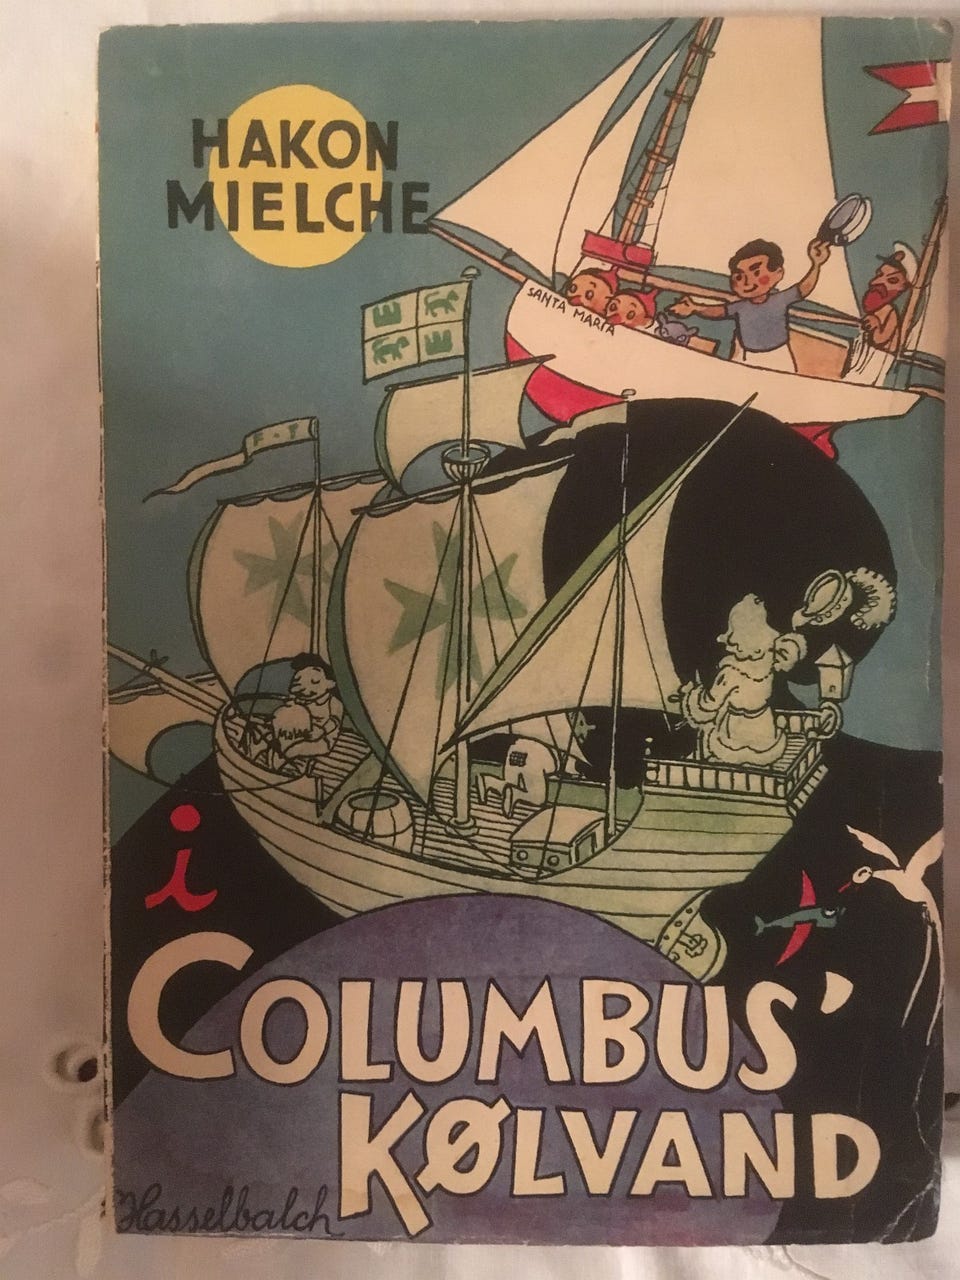 HAKON
MIELCHE
SANTA MARIA
F·Y
i
COLUMBUS'
KØLVAND
Hasselbalch